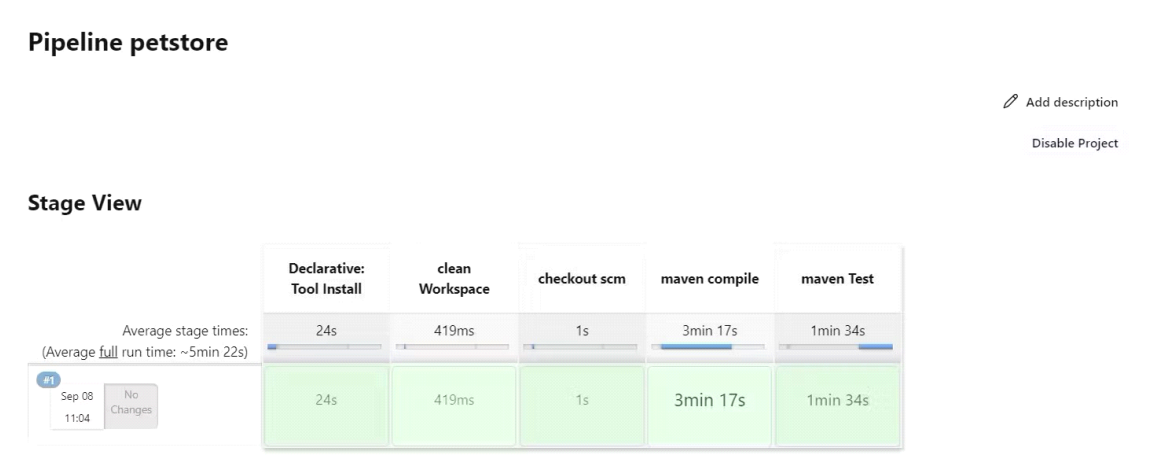 Pipeline petstore
Add description
Disable Project
Stage View
Declarative:
Tool Install
clean
Workspace
checkout scm
maven compile
maven Test
Average stage times:
(Average full run time: ~5min 22s)
24s
419ms
1s
3min 17s
1min 34s
#1
Sep 08
11:04
No
Changes
24s
419ms
1s
3min 17s
1min 34s